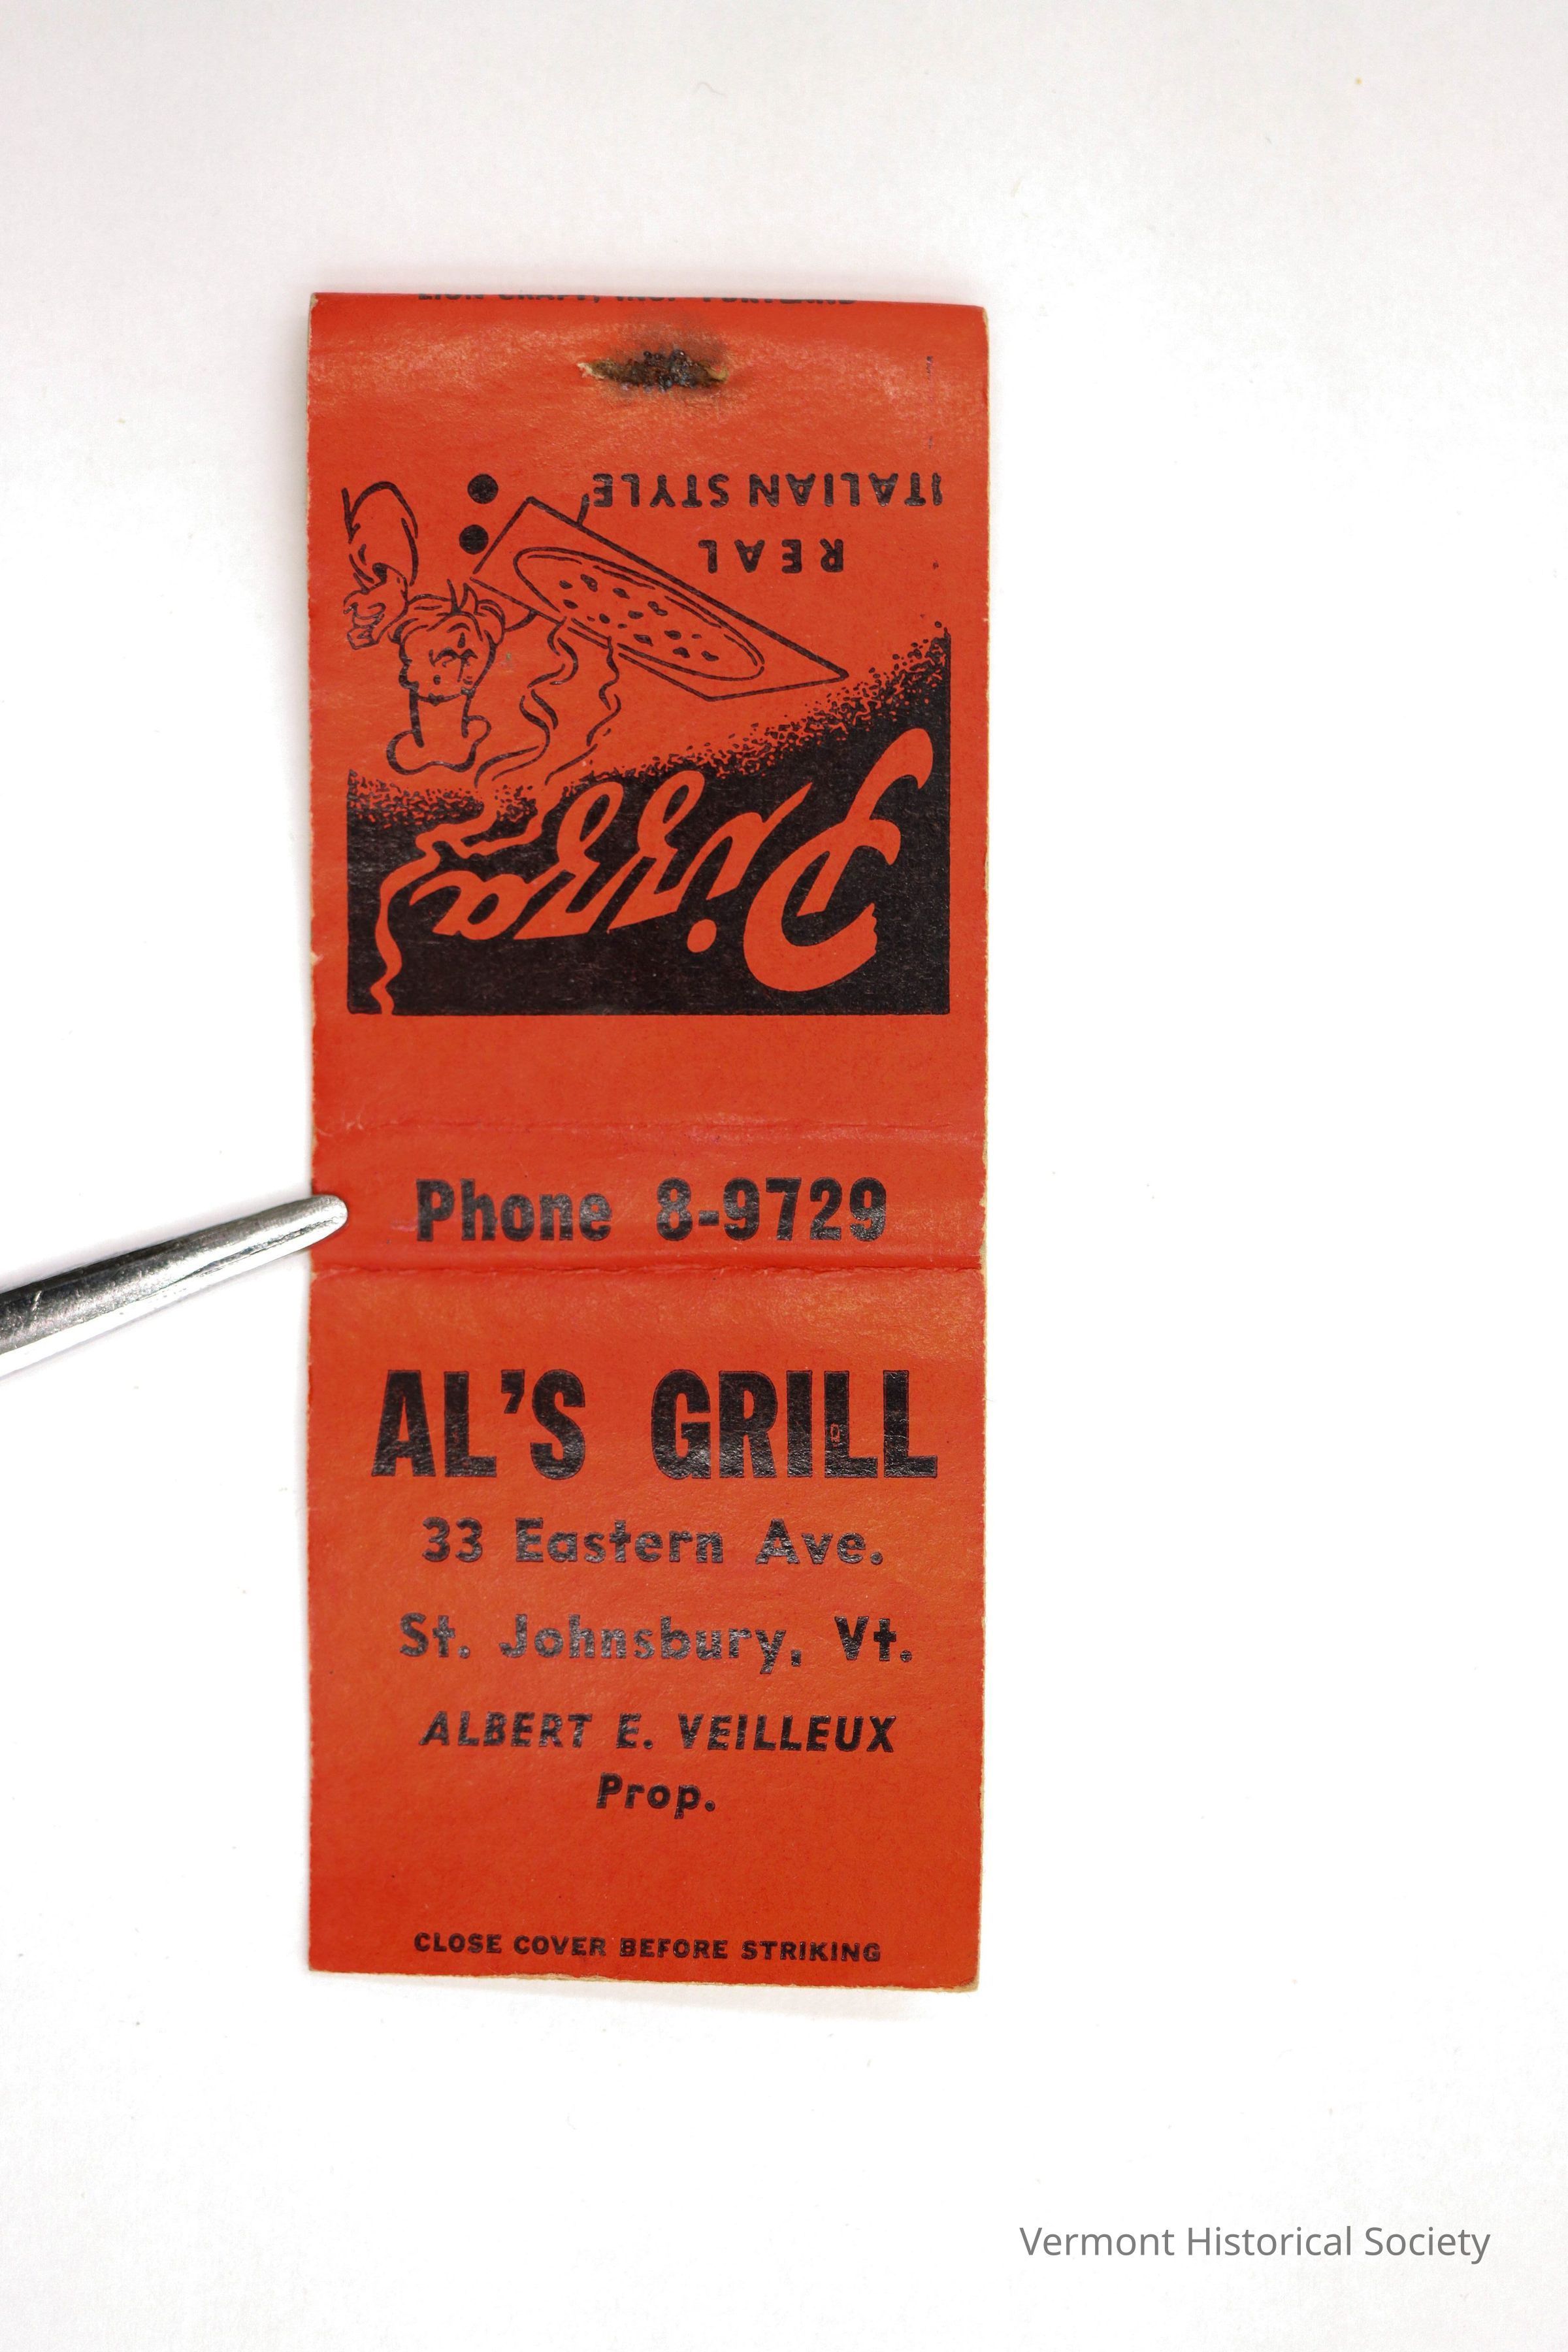 REAL
ITALIAN STYLE
Pizza
Phone 8-9729
AL'S GRILL
33 Eastern Ave.
St. Johnsbury, Vt.
ALBERT E. VEILLEUX
Prop.
CLOSE COVER BEFORE STRIKING
Vermont Historical Society